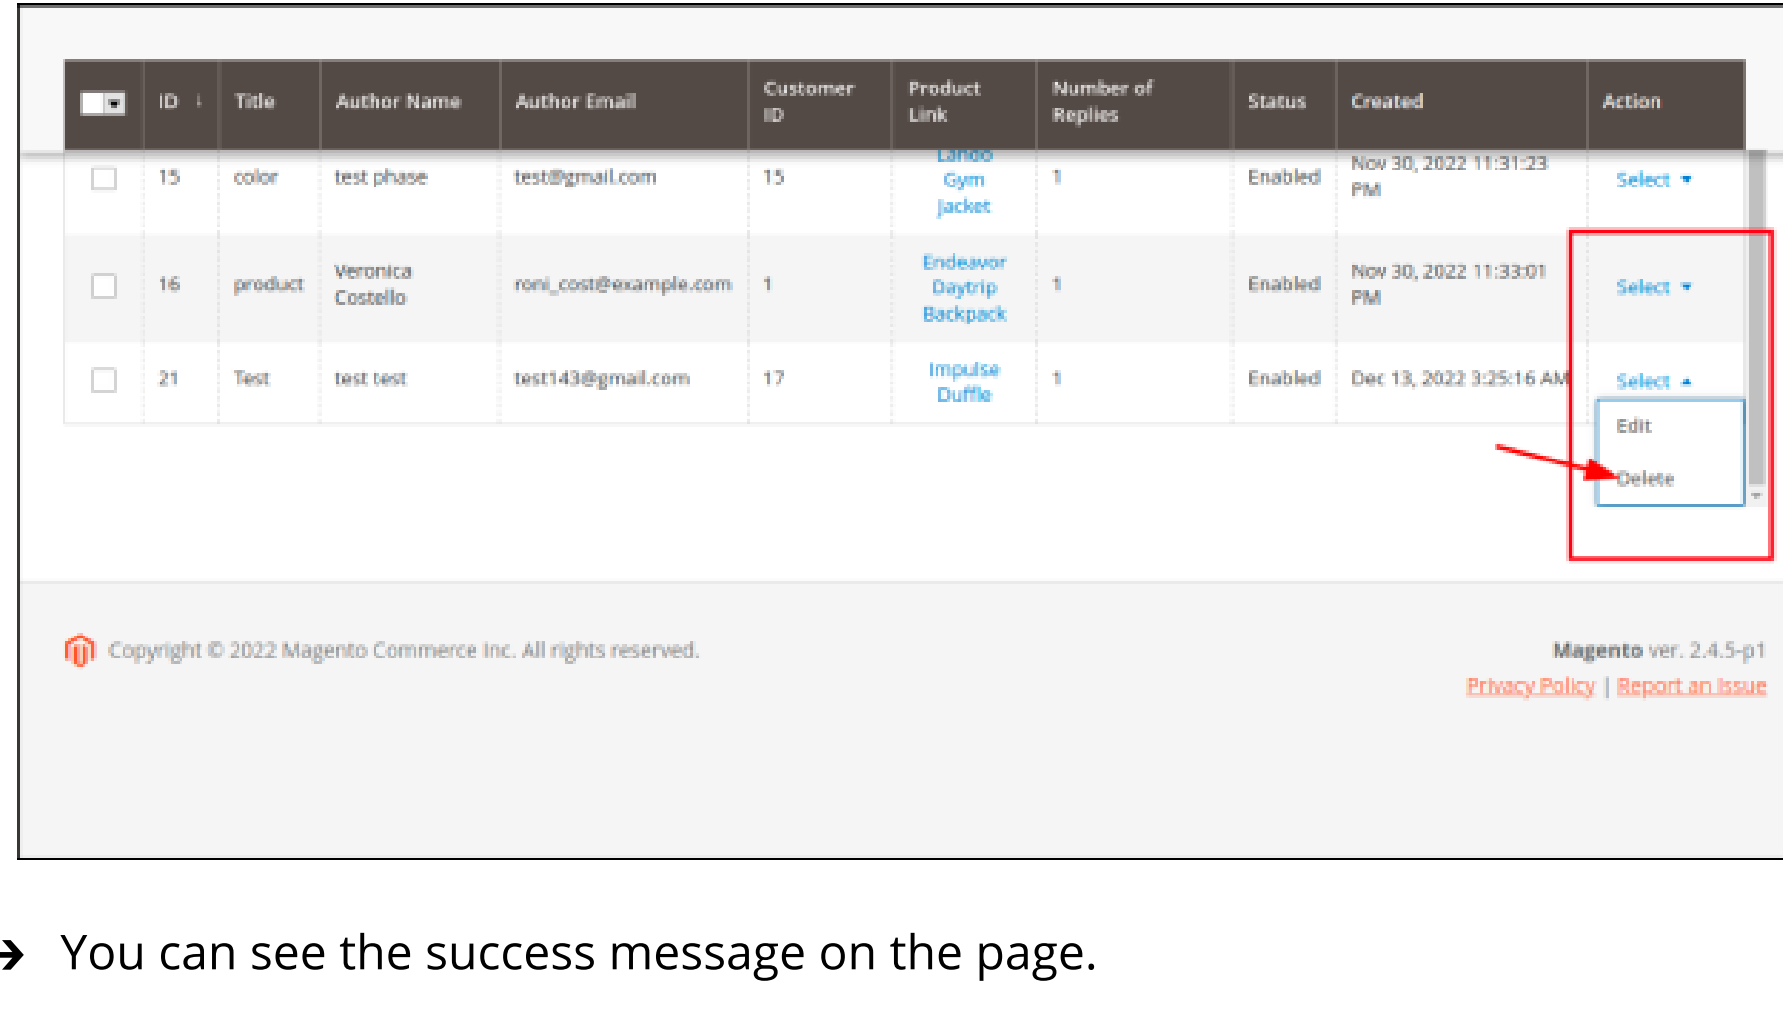 ID Title Author Name Author Email Customer ID Product Link Number of Replies Status Created Action
15 color test phase test@gmail.com 15 Lando Gym Jacket 1 Enabled Nov 30, 2022 11:31:23 PM Select
16 product Veronica Costello roni_cost@example.com 1 Endeavor Daytrip Backpack 1 Enabled Nov 30, 2022 11:33:01 PM Select
21 Test test test test143@gmail.com 17 Impulse Duffle 1 Enabled Dec 13, 2022 3:25:16 AM Select
Edit
Delete
Copyright © 2022 Magento Commerce Inc. All rights reserved.
Magento ver. 2.4.5-p1
Privacy Policy | Report an Issue
➔ You can see the success message on the page.